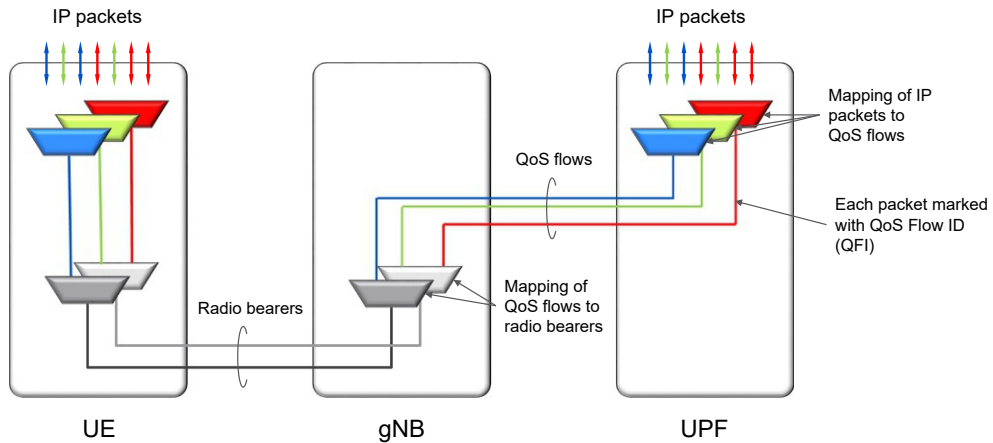 IP packets
IP packets
Mapping of IP
packets to
QoS flows
QoS flows
Each packet marked
with QoS Flow ID
(QFI)
Mapping of
QoS flows to
radio bearers
Radio bearers
UE
gNB
UPF